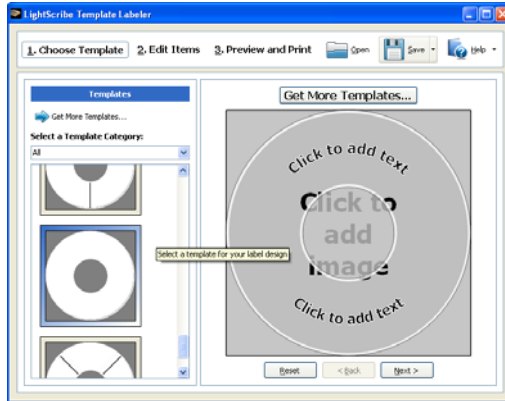 LightScribe Template Labeler
1. Choose Template 2. Edit Items 3. Preview and Print Open Save Help
Templates
Get More Templates...
Select a Template Category:
All
Select a template for your label design
Get More Templates...
Click to add text
Click to
add
image
Click to add text
Reset < Back Next >